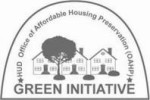 HUD Office of Affordable Housing Preservation (OAHP)
GREEN INITIATIVE